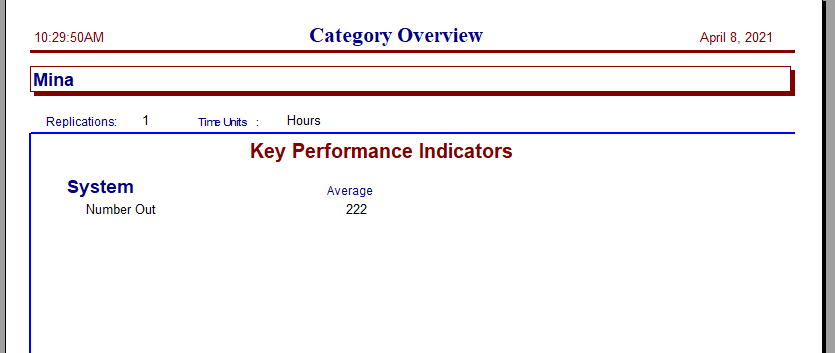 10:29:50AM Category Overview April 8, 2021
Mina
Replications: 1 Time Units : Hours
Key Performance Indicators
System Average
Number Out 222